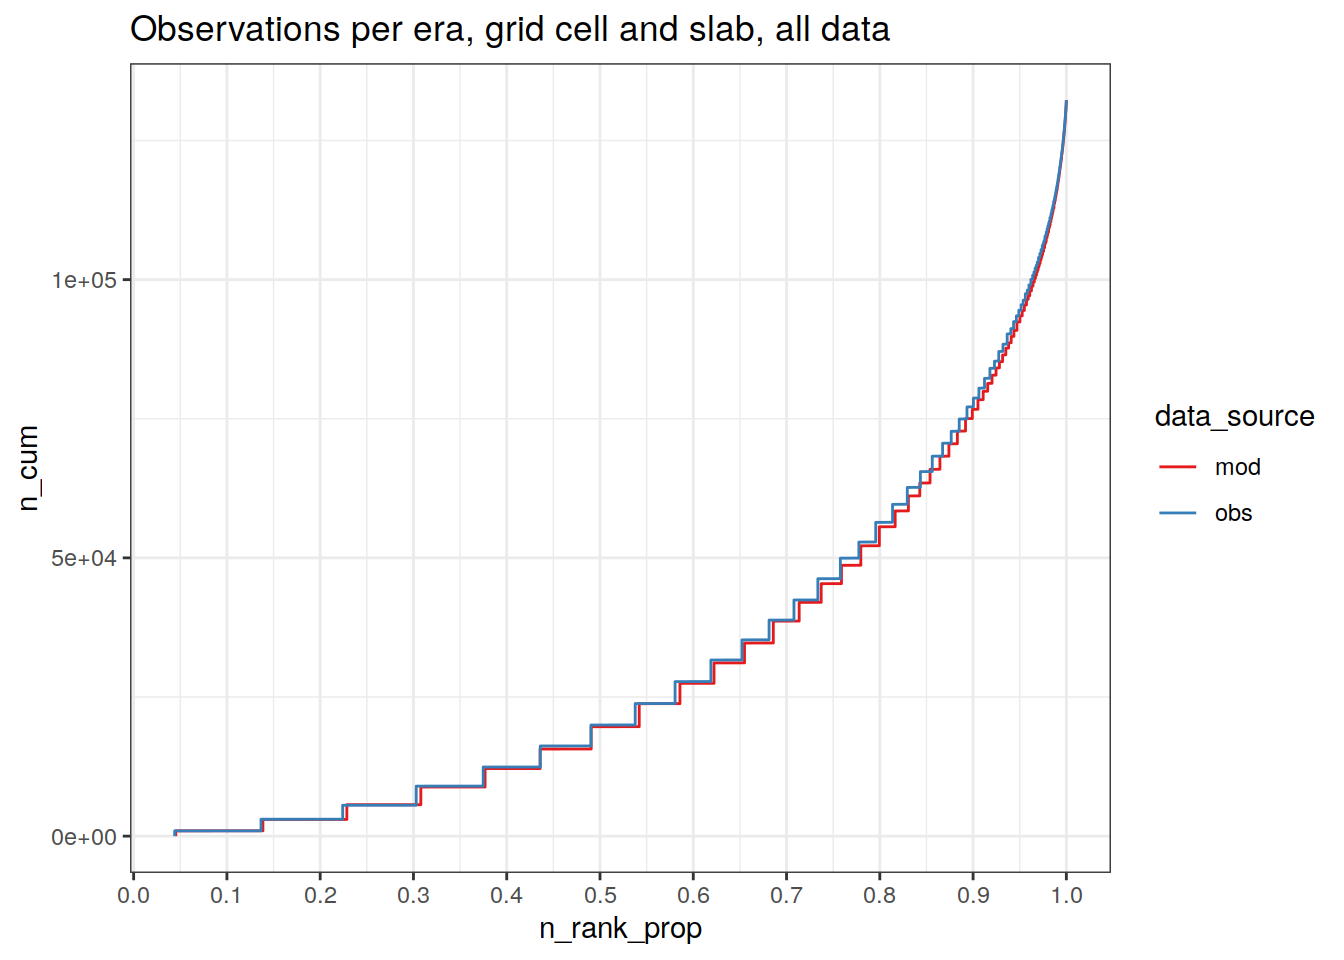 Observations per era, grid cell and slab, all data
n_cum
1e+05
5e+04
0e+00
0.0 0.1 0.2 0.3 0.4 0.5 0.6 0.7 0.8 0.9 1.0
n_rank_prop
data_source
mod
obs